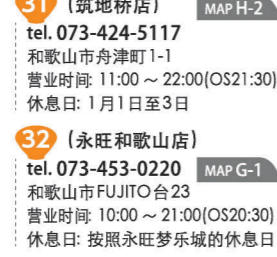 31 (筑地桥店) MAP H-2
tel. 073-424-5117
和歌山市舟津町1-1
营业时间: 11:00 ~ 22:00(OS21:30)
休息日: 1月1日至3日
32 (永旺和歌山店)
tel. 073-453-0220 MAP G-1
和歌山市FUJITO台23
营业时间: 10:00 ~ 21:00(OS20:30)
休息日: 按照永旺梦乐城的休息日